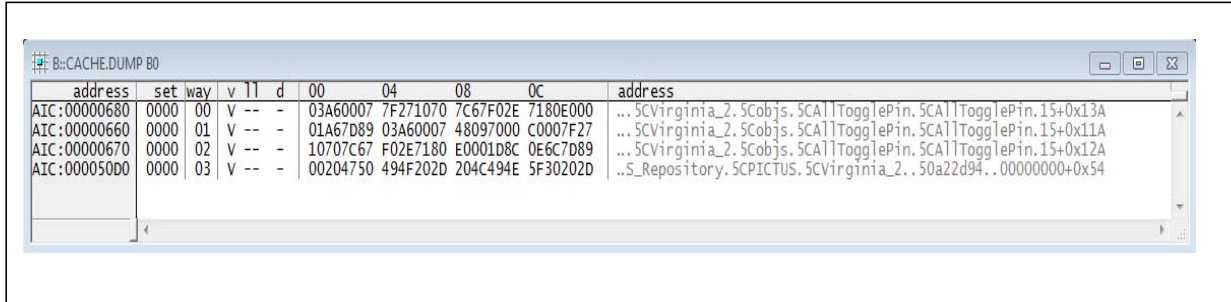 B::CACHE.DUMP B0
address set way v ll d 00 04 08 0C address
AIC:00000680 0000 00 V -- - 03A60007 7F271070 7C67F02E 7180E000 ...5CVirginia_2.5Cobjs.5CAllTogglePin.5CAllTogglePin.15+0x13A
AIC:00000660 0000 01 V -- - 01A67D89 03A60007 48097000 C0007F27 ...5CVirginia_2.5Cobjs.5CAllTogglePin.5CAllTogglePin.15+0x11A
AIC:00000670 0000 02 V -- - 10707C67 F02E7180 E0001D8C 0E6C7D89 ...5CVirginia_2.5Cobjs.5CAllTogglePin.5CAllTogglePin.15+0x12A
AIC:000050D0 0000 03 V -- - 00204750 494F202D 204C494E 5F30202D ..S_Repository.5CPICTUS.5CVirginia_2..50a22d94..00000000+0x54